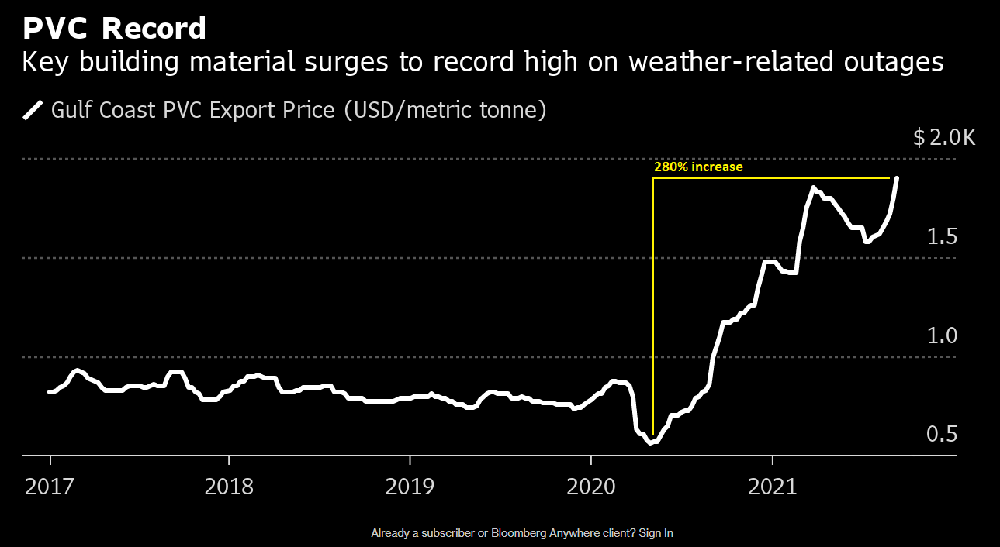 PVC Record
Key building material surges to record high on weather-related outages
Gulf Coast PVC Export Price (USD/metric tonne)
$ 2.0K
280% increase
1.5
1.0
0.5
2017 2018 2019 2020 2021
Already a subscriber or Bloomberg Anywhere client? Sign In